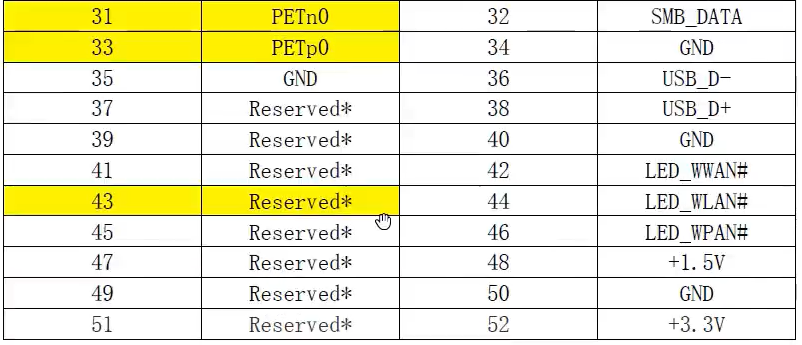 31 PETn0 32 SMB_DATA
33 PETp0 34 GND
35 GND 36 USB_D-
37 Reserved* 38 USB_D+
39 Reserved* 40 GND
41 Reserved* 42 LED_WWAN#
43 Reserved* 44 LED_WLAN#
45 Reserved* 46 LED_WPAN#
47 Reserved* 48 +1.5V
49 Reserved* 50 GND
51 Reserved* 52 +3.3V